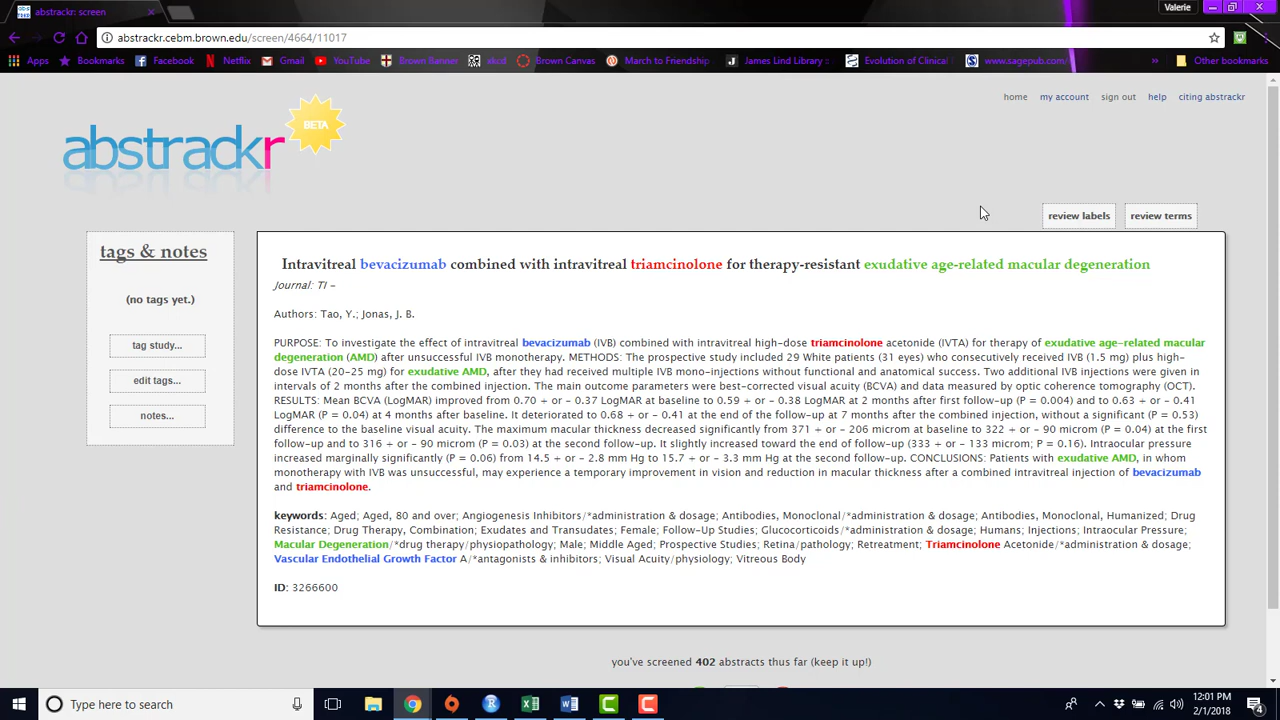 abstrackr: screen
Valerie
abstrackr.cebm.brown.edu/screen/4664/11017
Apps Bookmarks Facebook Netflix Gmail YouTube Brown Banner xkcd Brown Canvas March to Friendship James Lind Library :: Evolution of Clinical www.sagepub.com/ » Other bookmarks
home my account sign out help citing abstrackr
abstrackr BETA
review labels review terms
tags & notes
(no tags yet.)
tag study...
edit tags...
notes...
Intravitreal bevacizumab combined with intravitreal triamcinolone for therapy-resistant exudative age-related macular degeneration
Journal: TI -
Authors: Tao, Y.; Jonas, J. B.
PURPOSE: To investigate the effect of intravitreal bevacizumab (IVB) combined with intravitreal high-dose triamcinolone acetonide (IVTA) for therapy of exudative age-related macular
degeneration (AMD) after successful IVB monotherapy. METHODS: The prospective study included 29 White patients (31 eyes) who consecutively received IVB (1.5 mg) plus high-
dose IVTA (20-25 mg) for exudative AMD, after they had received multiple IVB mono-injections without functional and anatomical success. Two additional IVB injections were given in
intervals of 2 months after the combined injection. The main outcome parameters were best-corrected visual acuity (BCVA) and data measured by optic coherence tomography (OCT).
RESULTS: Mean BCVA (LogMAR) improved from 0.70 + or - 0.37 LogMAR at baseline to 0.59 + or - 0.38 LogMAR at 2 months after first follow-up (P = 0.004) and to 0.63 + or - 0.41
LogMAR (P = 0.04) at 4 months after baseline. It deteriorated to 0.68 + or - 0.41 at the end of the follow-up at 7 months after the combined injection, without a significant (P = 0.53)
difference to the baseline visual acuity. The maximum macular thickness decreased significantly from 371 + or - 206 microm at baseline to 322 + or - 90 microm (P = 0.04) at the first
follow-up and to 316 + or - 90 microm (P = 0.03) at the second follow-up. It slightly increased toward the end of follow-up (333 + or - 133 microm; P = 0.16). Intraocular pressure
increased marginally significantly (P = 0.06) from 14.5 + or - 2.8 mm Hg to 15.7 + or - 3.3 mm Hg at the second follow-up. CONCLUSIONS: Patients with exudative AMD, in whom
monotherapy with IVB was unsuccessful, may experience a temporary improvement in vision and reduction in macular thickness after a combined intravitreal injection of bevacizumab
and triamcinolone.
keywords: Aged; Aged, 80 and over; Angiogenesis Inhibitors/*administration & dosage; Antibodies, Monoclonal/*administration & dosage; Antibodies, Monoclonal, Humanized; Drug
Resistance; Drug Therapy, Combination; Exudates and Transudates; Female; Follow-Up Studies; Glucocorticoids/*administration & dosage; Humans; Injections; Intraocular Pressure;
Macular Degeneration/*drug therapy/physiopathology; Male; Middle Aged; Prospective Studies; Retina/pathology; Retreatment; Triamcinolone Acetonide/*administration & dosage;
Vascular Endothelial Growth Factor A/*antagonists & inhibitors; Visual Acuity/physiology; Vitreous Body
ID: 3266600
you've screened 402 abstracts thus far (keep it up!)
Type here to search
12:01 PM
2/1/2018
4